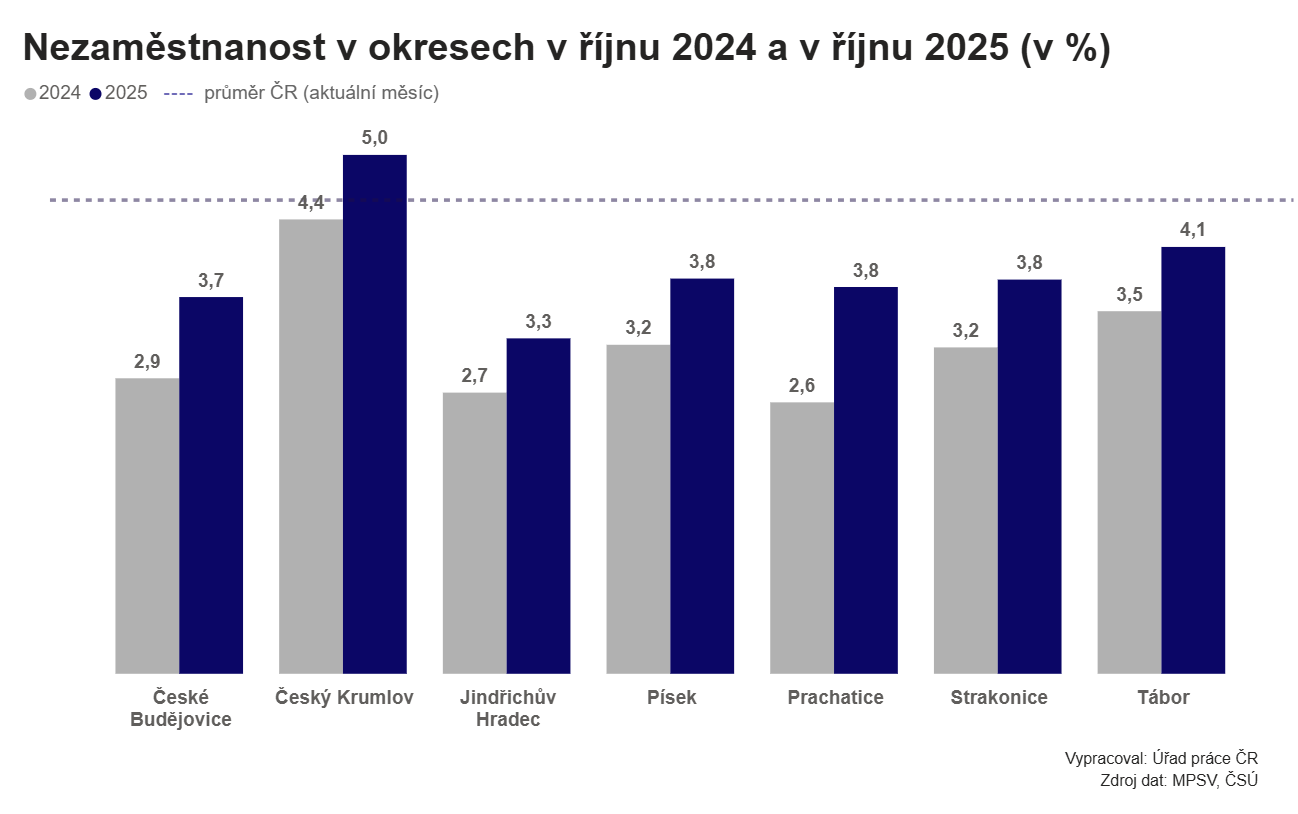 Nezaměstnanost v okresech v říjnu 2024 a v říjnu 2025 (v %)
2024 2025 průměr ČR (aktuální měsíc)
2,9 3,7
4,4 5,0
2,7 3,3
3,2 3,8
2,6 3,8
3,2 3,8
3,5 4,1
České
Budějovice
Český Krumlov
Jindřichův
Hradec
Písek
Prachatice
Strakonice
Tábor
Vypracoval: Úřad práce ČR
Zdroj dat: MPSV, ČSÚ